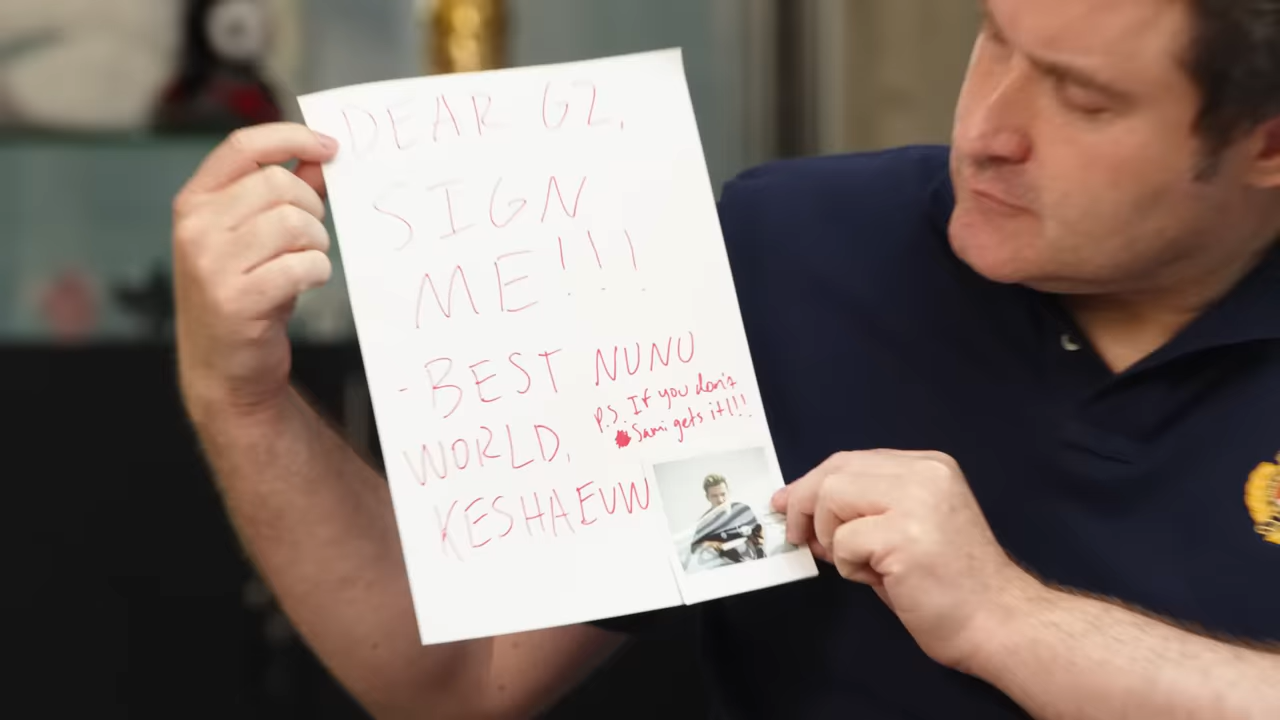 DEAR G2,
SIGN
ME!!!
-BEST NUNU
WORLD,
KESHAEUW
P.S. If you don't
Sami gets it!!!